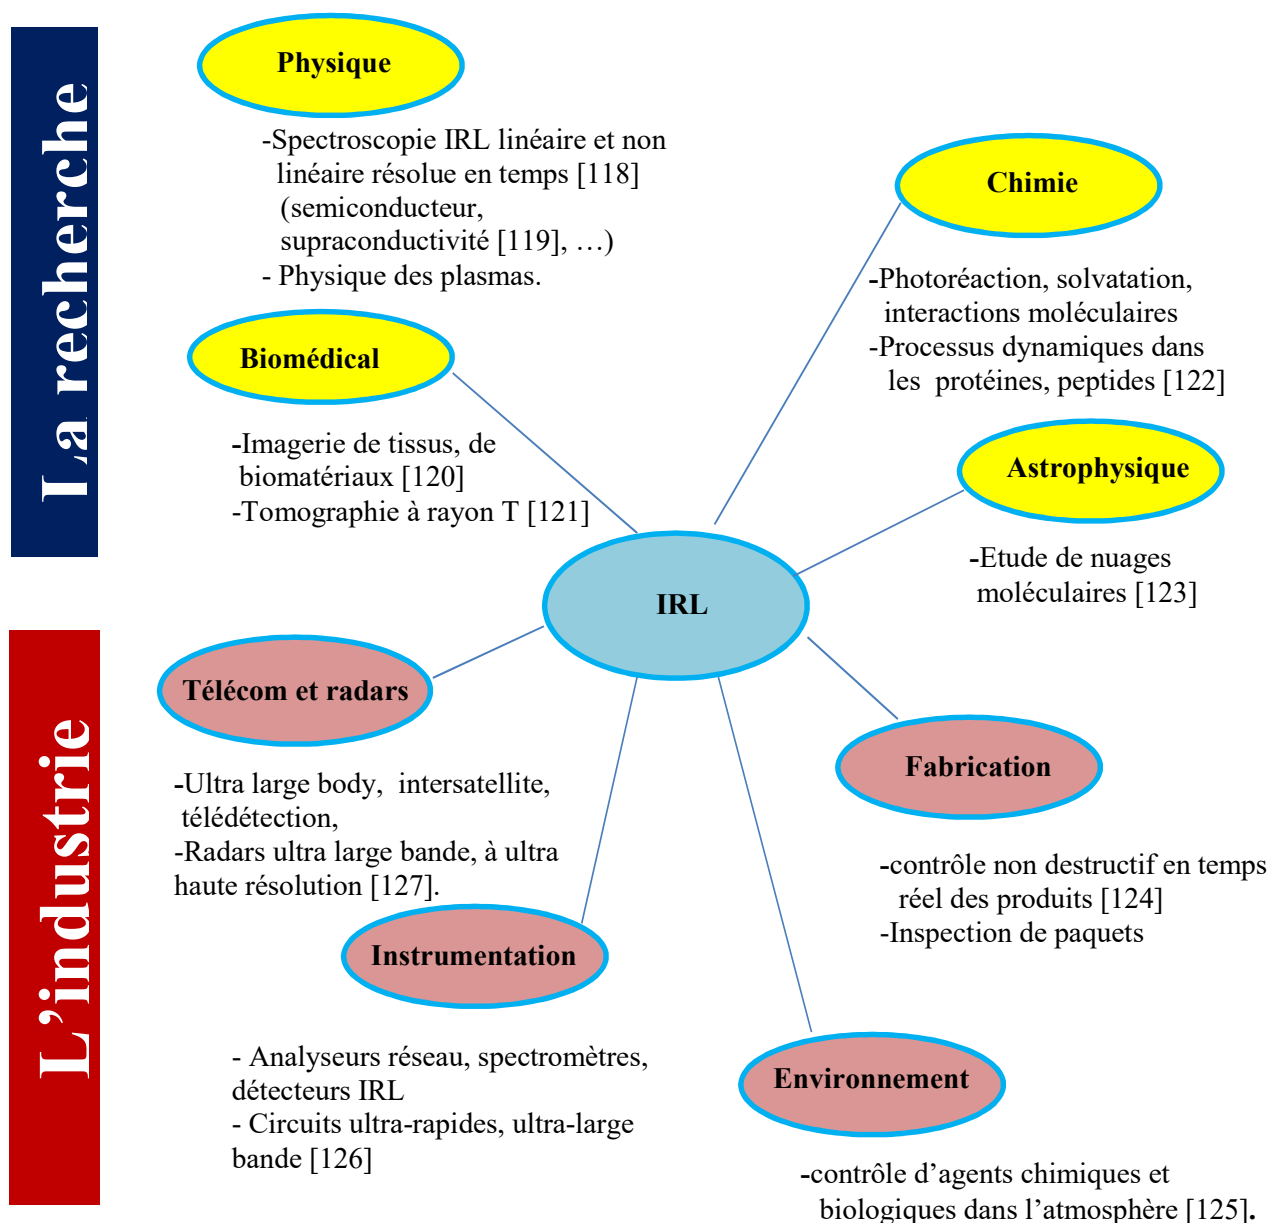 La recherche
Physique
-Spectroscopie IRL linéaire et non
linéaire résolue en temps [118]
(semiconducteur,
supraconductivité [119], …)
- Physique des plasmas.
Chimie
-Photoréaction, solvatation,
interactions moléculaires
-Processus dynamiques dans
les protéines, peptides [122]
Biomédical
-Imagerie de tissus, de
biomatériaux [120]
-Tomographie à rayon T [121]
Astrophysique
-Etude de nuages
moléculaires [123]
IRL
L’industrie
Télécom et radars
-Ultra large body, intersatellite,
télédétection,
-Radars ultra large bande, à ultra
haute résolution [127].
Fabrication
-contrôle non destructif en temps
réel des produits [124]
-Inspection de paquets
Instrumentation
- Analyseurs réseau, spectromètres,
détecteurs IRL
- Circuits ultra-rapides, ultra-large
bande [126]
Environnement
-contrôle d’agents chimiques et
biologiques dans l’atmosphère [125].